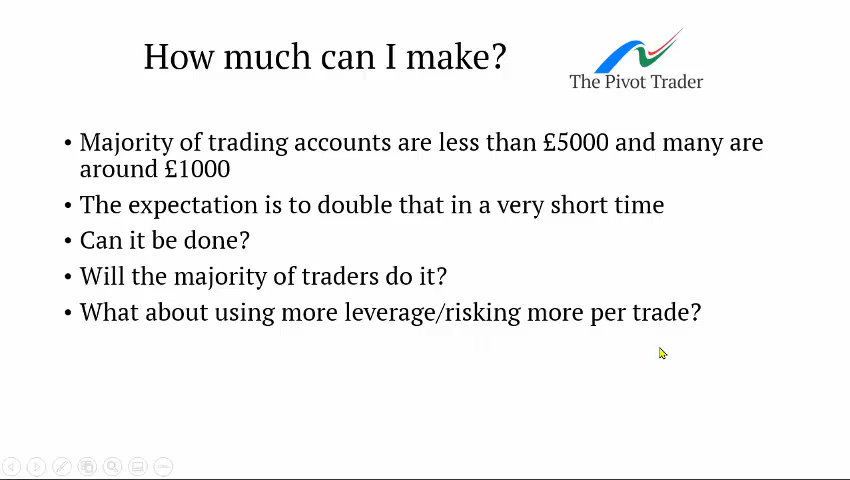 How much can I make?
The Pivot Trader
• Majority of trading accounts are less than £5000 and many are
around £1000
• The expectation is to double that in a very short time
• Can it be done?
• Will the majority of traders do it?
• What about using more leverage/risking more per trade?